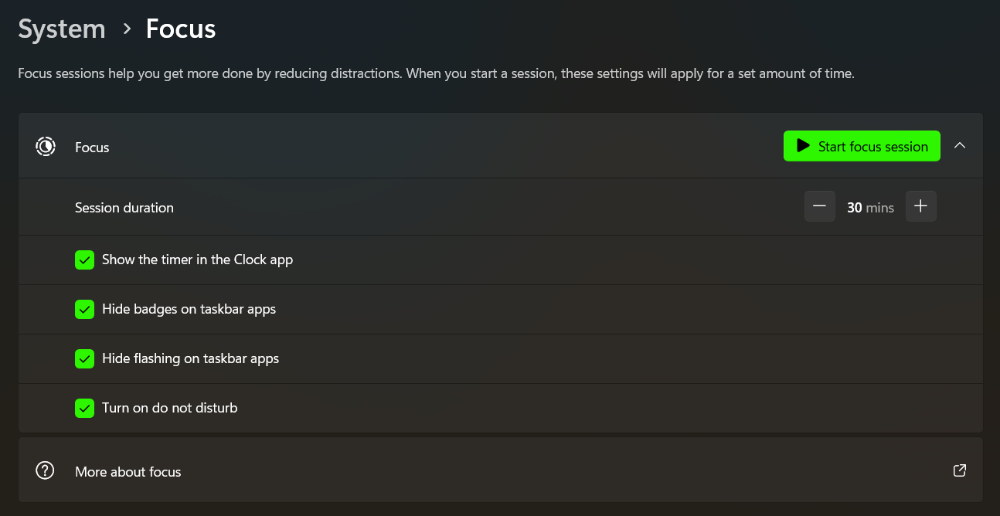 System > Focus
Focus sessions help you get more done by reducing distractions. When you start a session, these settings will apply for a set amount of time.
Focus
Start focus session
Session duration
30 mins
Show the timer in the Clock app
Hide badges on taskbar apps
Hide flashing on taskbar apps
Turn on do not disturb
More about focus